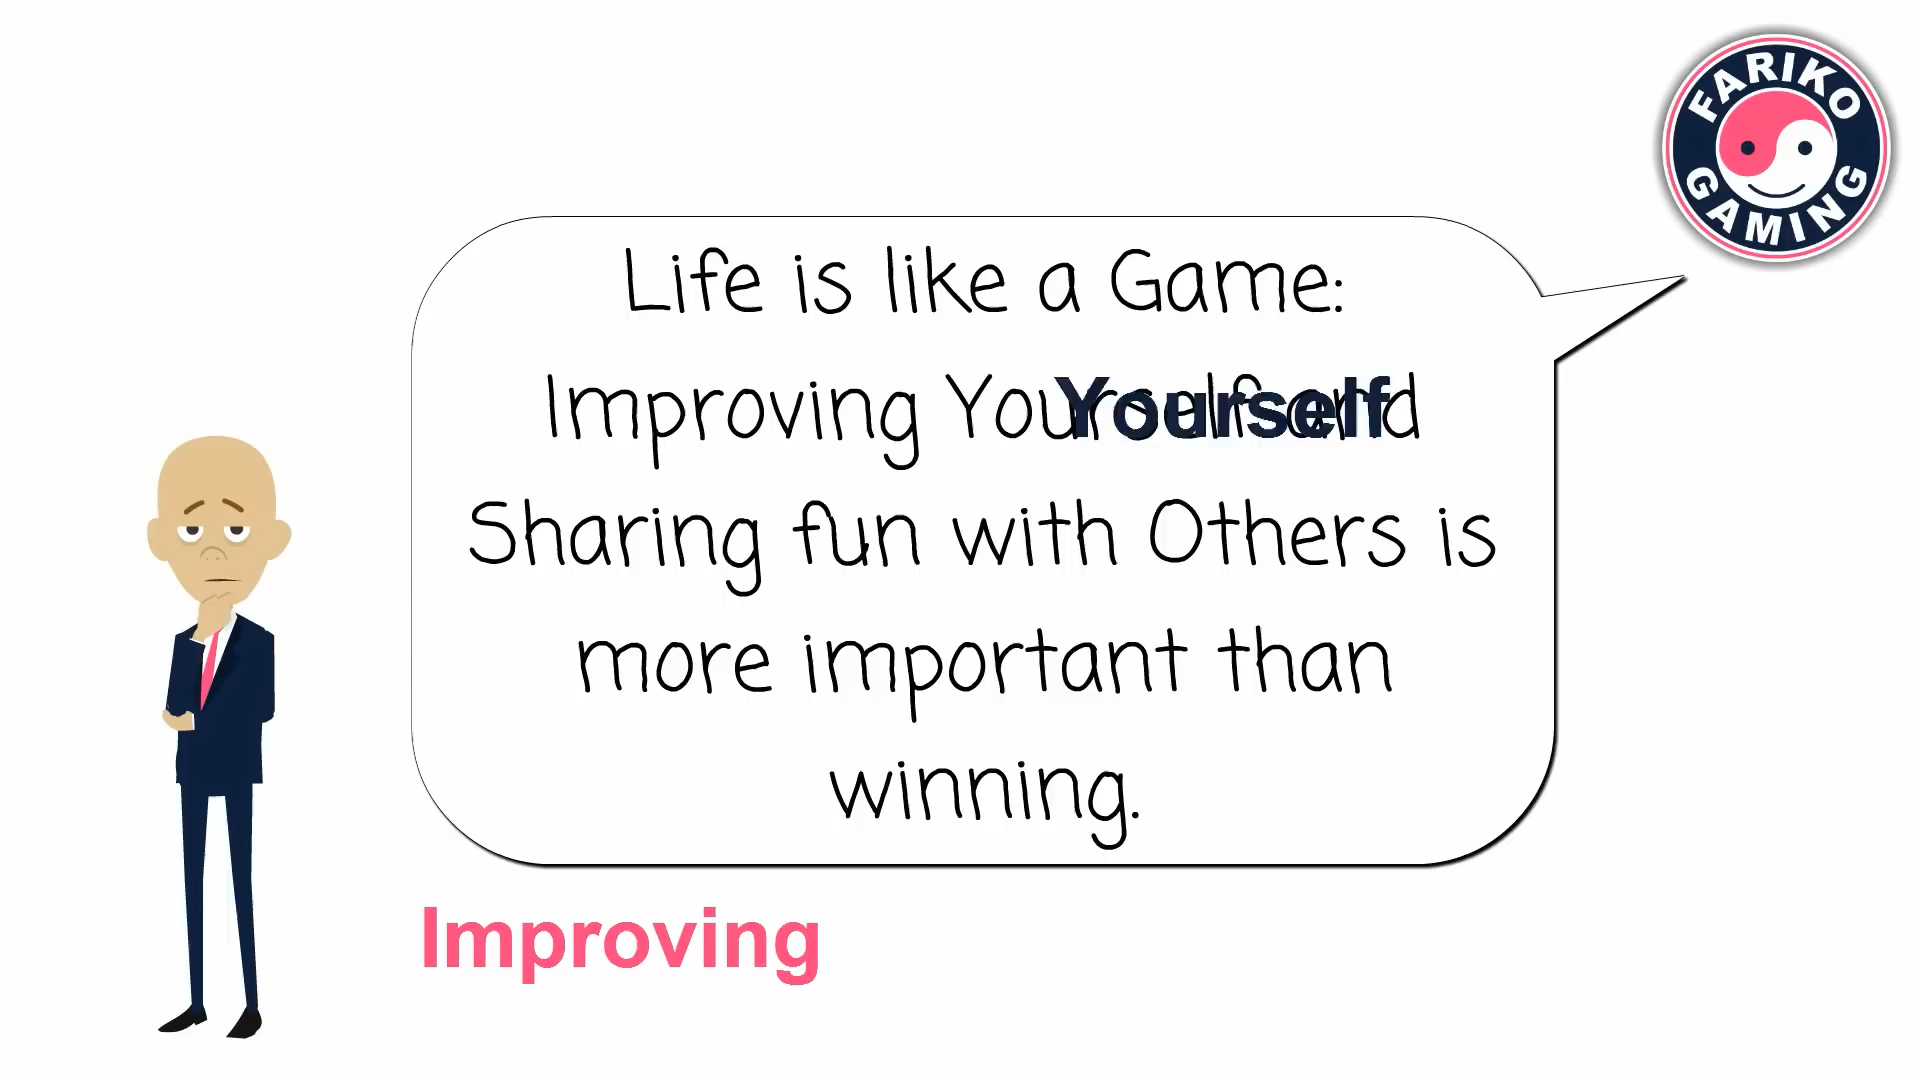 FARIKO
GAMING
Life is like a Game:
Improving Yourself and
Yourself
Sharing fun with Others is
more important than
winning.
Improving